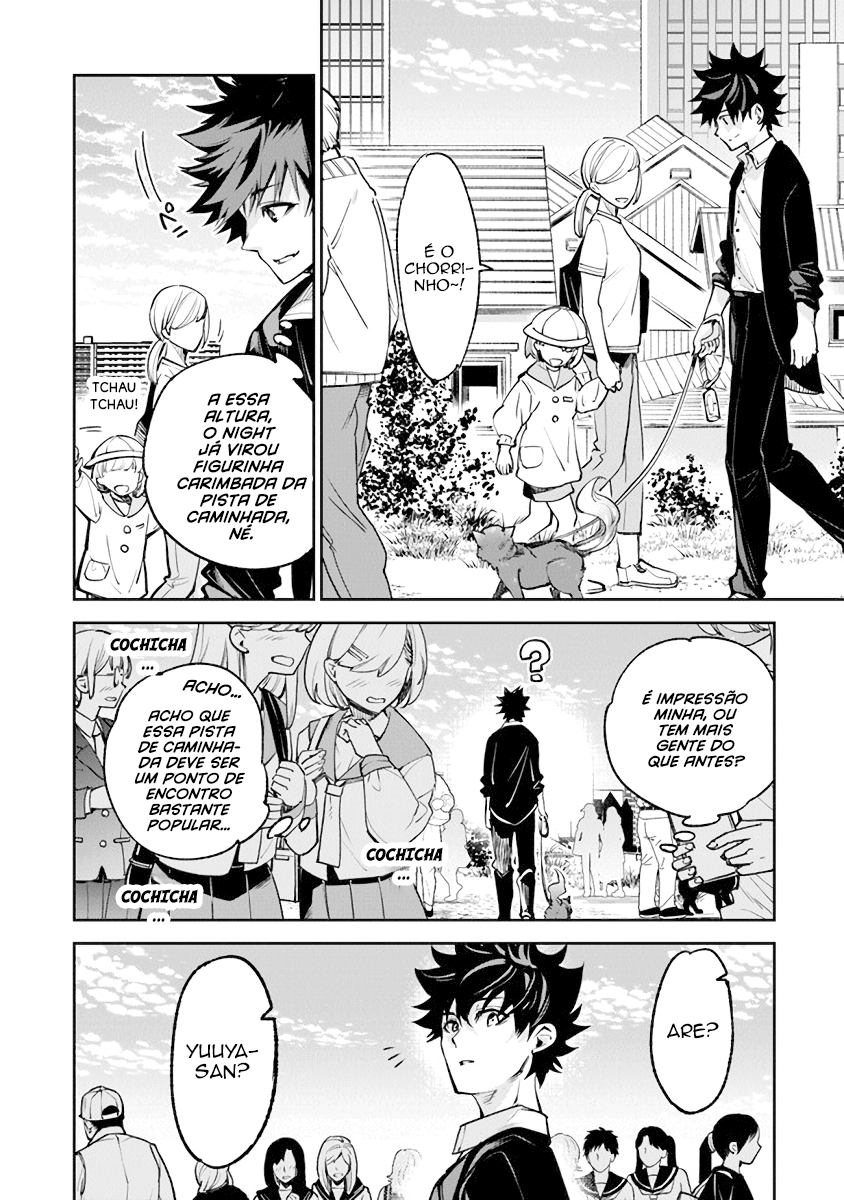 É O
CHORRI-
NHO~!
ペコ
TCHAU
TCHAU!
A ESSA
ALTURA,
O NIGHT
JÁ VIROU
FIGURINHA
CARIMBADA DA
PISTA DE
CAMINHADA,
NÉ.
?
É IMPRESSÃO
MINHA, OU
TEM MAIS
GENTE DO
QUE ANTES?
COCHICHA
...
ACHO...
ACHO QUE
ESSA PISTA
DE CAMINHA-
DA DEVE SER
UM PONTO DE
ENCONTRO
BASTANTE
POPULAR...
COCHICHA
...
COCHICHA
...
ARE?
YUUYA-
SAN?